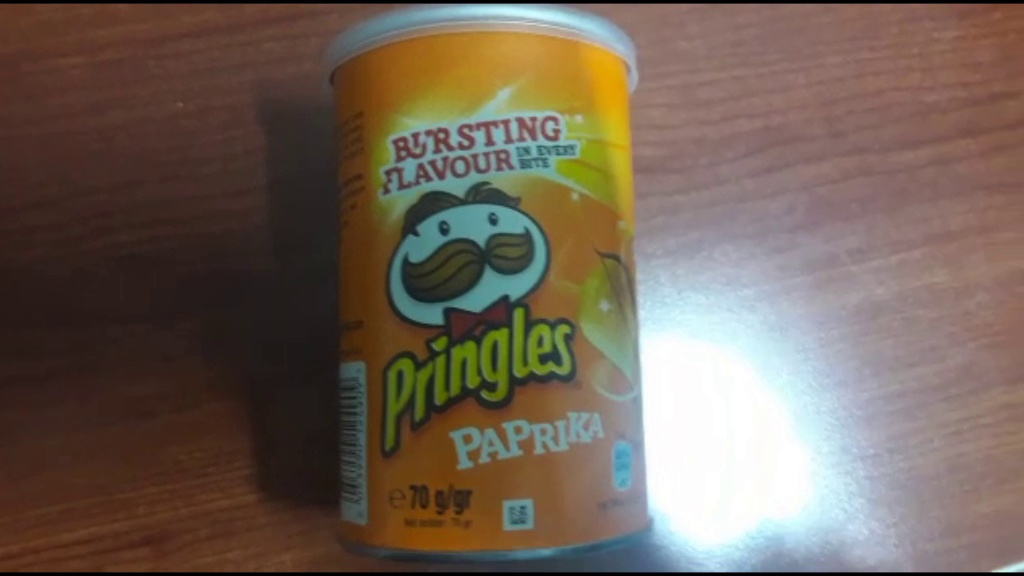 BURSTING
FLAVOUR IN EVERY
BITE
Pringles
PAPRIKA
e 70 g/gr